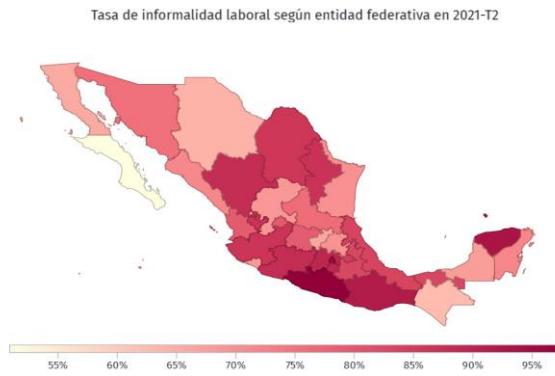 Tasa de informalidad laboral según entidad federativa en 2021-T2
55% 60% 65% 70% 75% 80% 85% 90% 95%